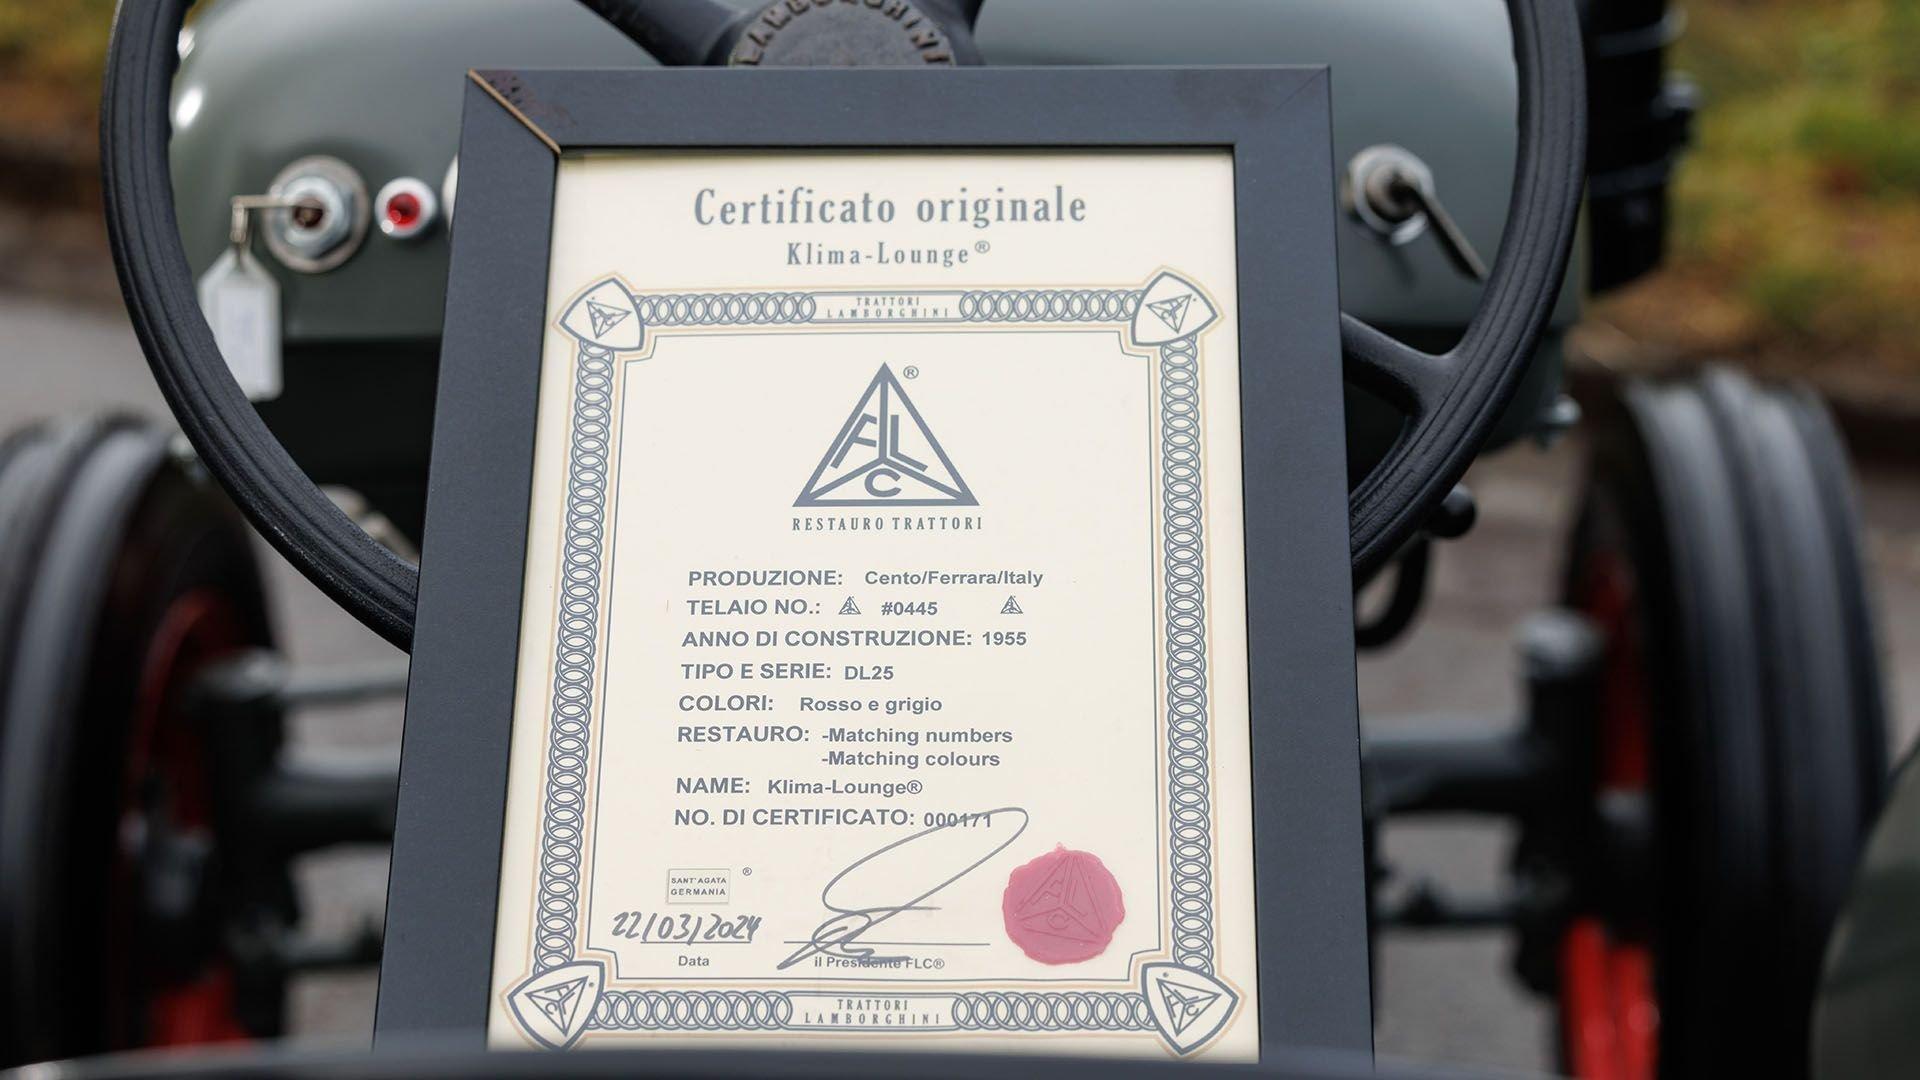 LAMBORGHINI
Certificato originale
Klima-Lounge®
TRATTORI
LAMBORGHINI
®
FLC
RESTAURO TRATTORI
PRODUZIONE: Cento/Ferrara/Italy
TELAIO NO.: #0445
ANNO DI CONSTRUZIONE: 1955
TIPO E SERIE: DL25
COLORI: Rosso e grigio
RESTAURO: -Matching numbers
-Matching colours
NAME: Klima-Lounge®
NO. DI CERTIFICATO: 000171
SANT'AGATA ®
GERMANIA
22/03/2024
Data il Presidente FLC®
FLC
TRATTORI
LAMBORGHINI